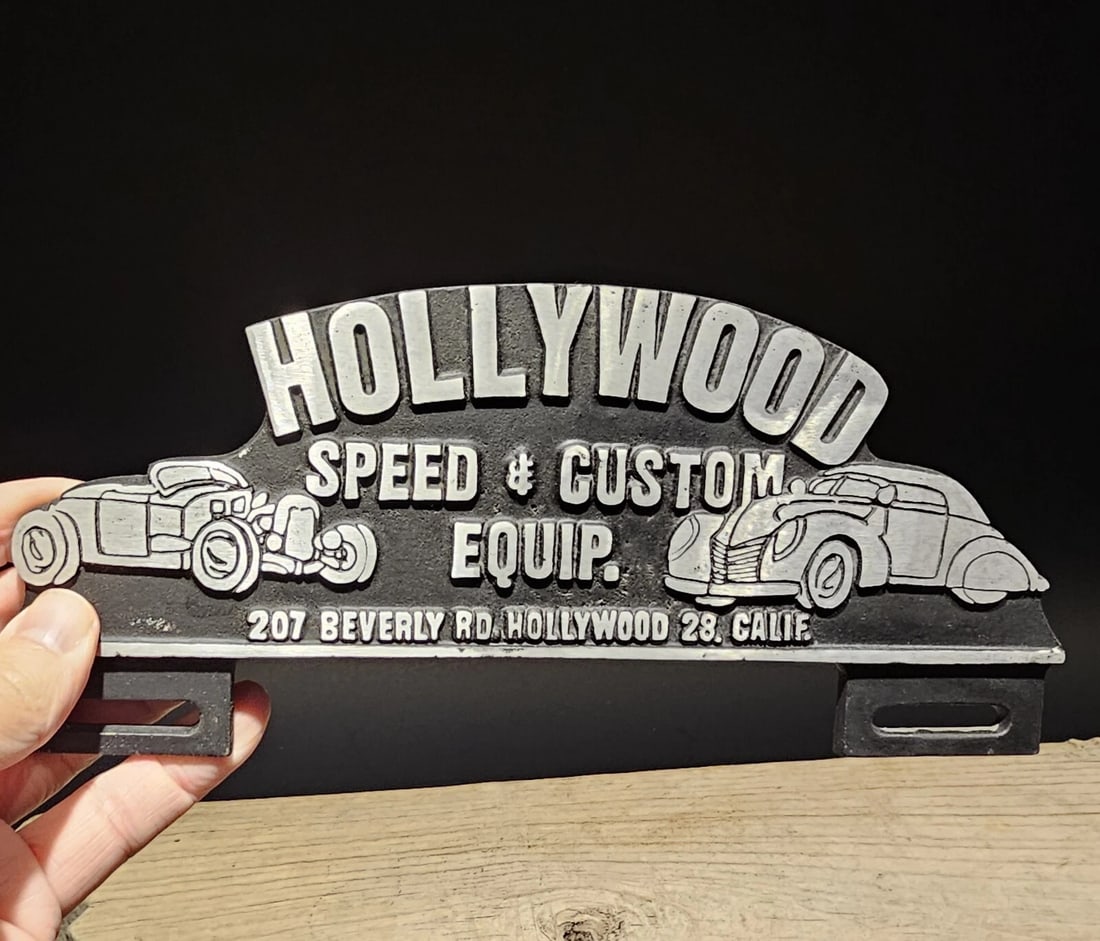 HOLLYWOOD
SPEED & CUSTOM
EQUIP.
207 BEVERLY RD. HOLLYWOOD 28. CALIF.